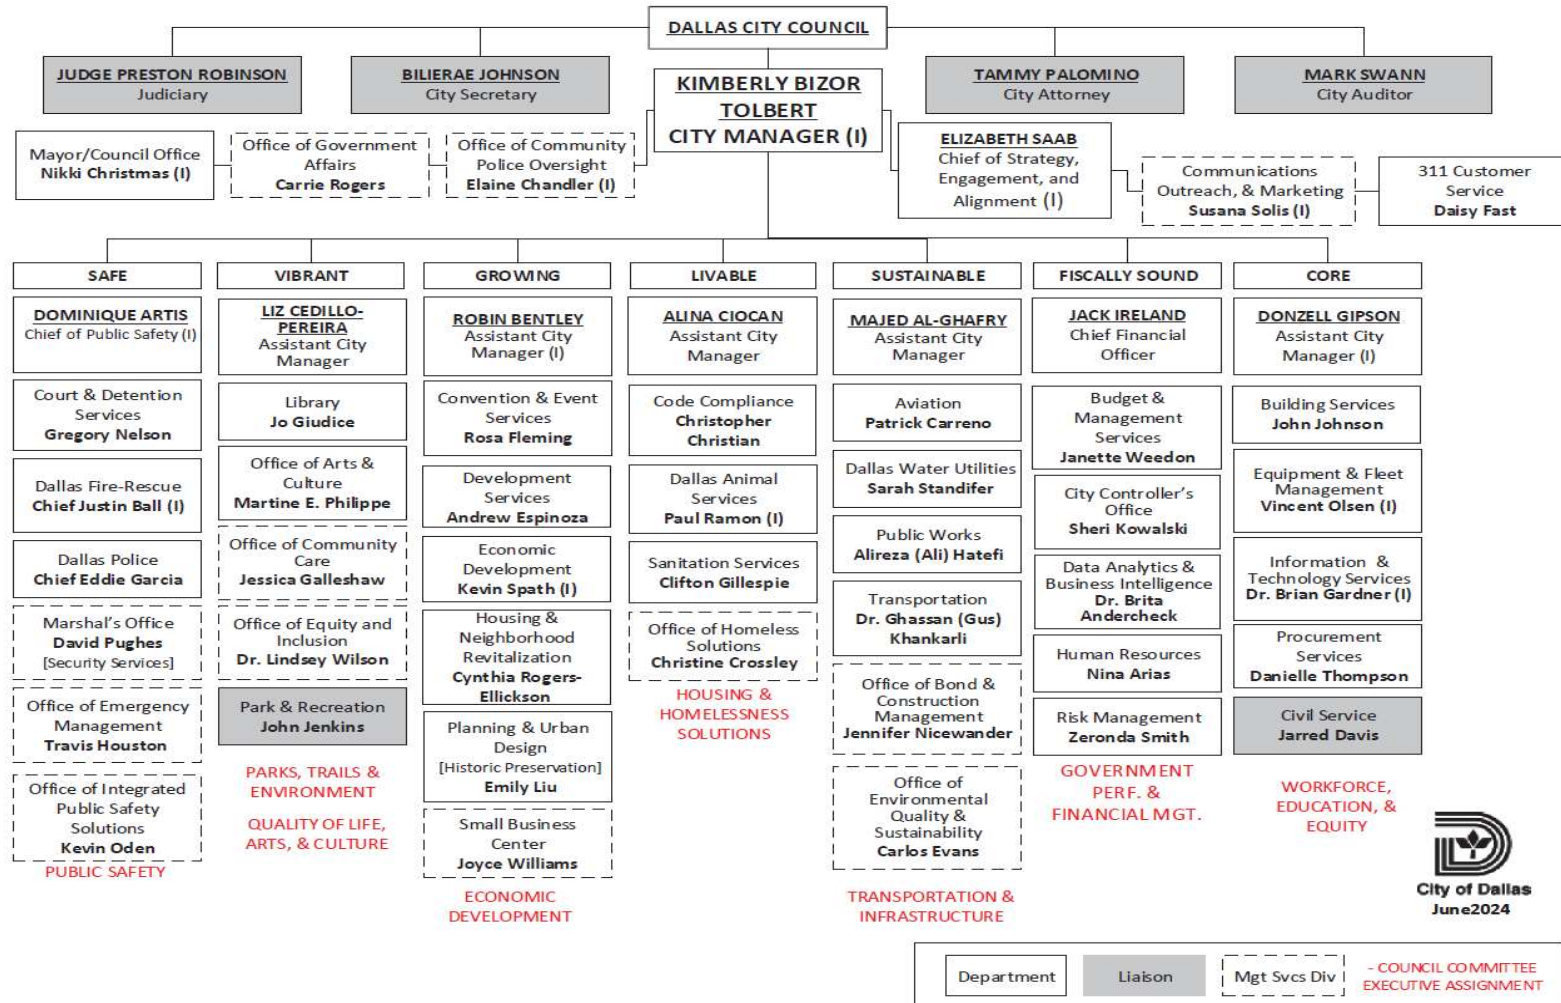 DALLAS CITY COUNCIL
JUDGE PRESTON ROBINSON
Judiciary
BILIERAE JOHNSON
City Secretary
KIMBERLY BIZOR
TOLBERT
CITY MANAGER (I)
TAMMY PALOMINO
City Attorney
MARK SWANN
City Auditor
Mayor/Council Office
Nikki Christmas (I)
Office of Government
Affairs
Carrie Rogers
Office of Community
Police Oversight
Elaine Chandler (I)
ELIZABETH SAAB
Chief of Strategy,
Engagement, and
Alignment (I)
Communications
Outreach, & Marketing
Susana Solis (I)
311 Customer
Service
Daisy Fast
SAFE
DOMINIQUE ARTIS
Chief of Public Safety (I)
Court & Detention
Services
Gregory Nelson
Dallas Fire-Rescue
Chief Justin Ball (I)
Dallas Police
Chief Eddie Garcia
Marshal's Office
David Pughes
[Security Services]
Office of Emergency
Management
Travis Houston
Office of Integrated
Public Safety
Solutions
Kevin Oden
PUBLIC SAFETY
VIBRANT
LIZ CEDILLO-
PEREIRA
Assistant City
Manager
Library
Jo Giudice
Office of Arts &
Culture
Martine E. Philippe
Office of Community
Care
Jessica Galleshaw
Office of Equity and
Inclusion
Dr. Lindsey Wilson
Park & Recreation
John Jenkins
PARKS, TRAILS &
ENVIRONMENT
QUALITY OF LIFE,
ARTS, & CULTURE
GROWING
ROBIN BENTLEY
Assistant City
Manager (I)
Convention & Event
Services
Rosa Fleming
Development
Services
Andrew Espinoza
Economic
Development
Kevin Spath (I)
Housing &
Neighborhood
Revitalization
Cynthia Rogers-
Ellickson
Planning & Urban
Design
[Historic Preservation]
Emily Liu
Small Business
Center
Joyce Williams
ECONOMIC
DEVELOPMENT
LIVABLE
ALINA CIOCAN
Assistant City
Manager
Code Compliance
Christopher
Christian
Dallas Animal
Services
Paul Ramon (I)
Sanitation Services
Clifton Gillespie
Office of Homeless
Solutions
Christine Crossley
HOUSING &
HOMELESSNESS
SOLUTIONS
SUSTAINABLE
MAJED AL-GHAFRY
Assistant City
Manager
Aviation
Patrick Carreno
Dallas Water Utilities
Sarah Standifer
Public Works
Alireza (Ali) Hatefi
Transportation
Dr. Ghassan (Gus)
Khankarli
Office of Bond &
Construction
Management
Jennifer Nicewander
Office of
Environmental
Quality &
Sustainability
Carlos Evans
TRANSPORTATION &
INFRASTRUCTURE
FISCALLY SOUND
JACK IRELAND
Chief Financial
Officer
Budget &
Management
Services
Janette Weedon
City Controller's
Office
Sheri Kowalski
Data Analytics &
Business Intelligence
Dr. Brita
Andercheck
Human Resources
Nina Arias
Risk Management
Zeronda Smith
GOVERNMENT
PERF. &
FINANCIAL MGT.
CORE
DONZELL GIPSON
Assistant City
Manager (I)
Building Services
John Johnson
Equipment & Fleet
Management
Vincent Olsen (I)
Information &
Technology Services
Dr. Brian Gardner (I)
Procurement
Services
Danielle Thompson
Civil Service
Jarred Davis
WORKFORCE,
EDUCATION, &
EQUITY
City of Dallas
June2024
Department
Liaison
Mgt Svcs Div
- COUNCIL COMMITTEE
EXECUTIVE ASSIGNMENT